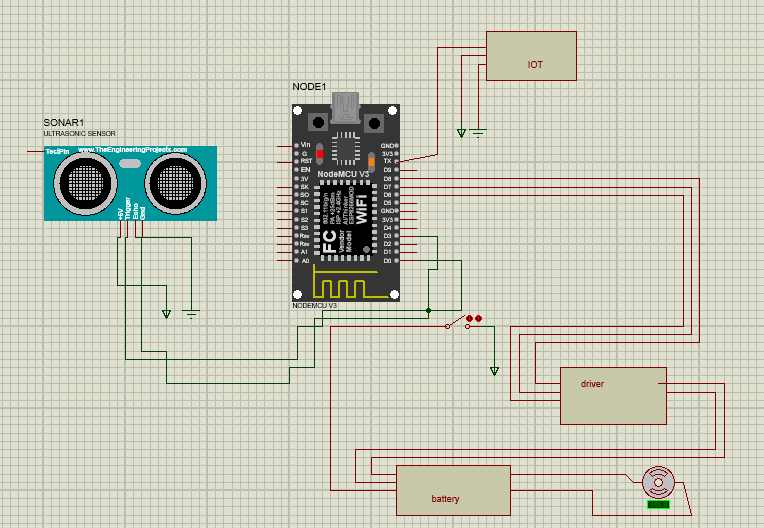 IOT
NODE1
SONAR1
ULTRASONIC SENSOR
TestPin
www.TheEngineeringProjects.com
+5V
Trigger
Echo
Gnd
Vin
G
RST
EN
3V
SK
SO
SC
S1
S2
S3
Rsv
Rsv
A1
A0
GND
3V3
TX
D9
D8
D7
D6
D5
GND
3V3
D4
D3
D2
D1
D0
NodeMCU V3
FC
Vendor
Model
WiFi
NODEMCU V3
driver
battery